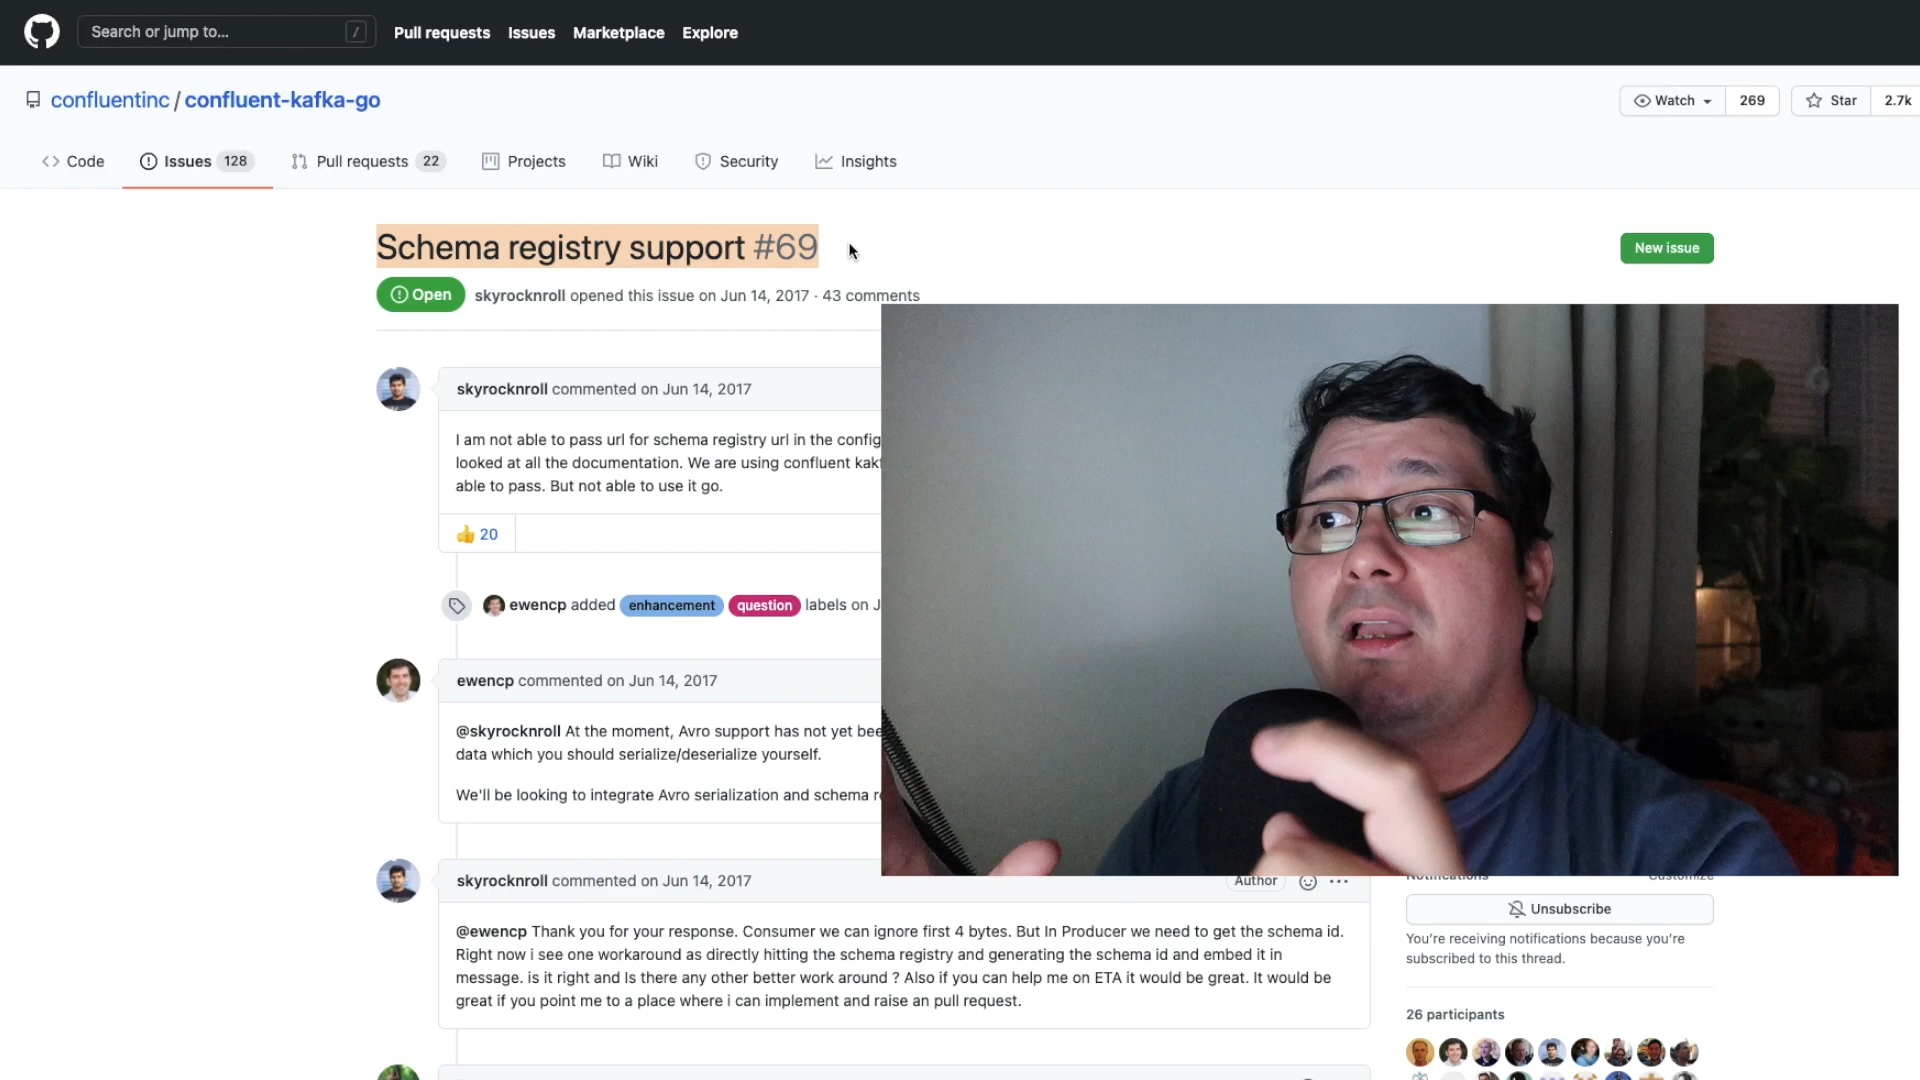 Search or jump to... /
Pull requests Issues Marketplace Explore
confluentinc / confluent-kafka-go
Watch 269 Star 2.7k
Code Issues 128 Pull requests 22 Projects Wiki Security Insights
Schema registry support #69
New issue
Open skyrocknroll opened this issue on Jun 14, 2017 · 43 comments
skyrocknroll commented on Jun 14, 2017
I am not able to pass url for schema registry url in the config
looked at all the documentation. We are using confluent kakf
able to pass. But not able to use it go.
👍 20
ewencp added enhancement question labels on J
ewencp commented on Jun 14, 2017
@skyrocknroll At the moment, Avro support has not yet bee
data which you should serialize/deserialize yourself.
We'll be looking to integrate Avro serialization and schema re
skyrocknroll commented on Jun 14, 2017
Author
Notifications Customize
Unsubscribe
@ewencp Thank you for your response. Consumer we can ignore first 4 bytes. But In Producer we need to get the schema id.
Right now i see one workaround as directly hitting the schema registry and generating the schema id and embed it in
message. is it right and Is there any other better work around ? Also if you can help me on ETA it would be great. It would be
great if you point me to a place where i can implement and raise an pull request.
You're receiving notifications because you're
subscribed to this thread.
26 participants